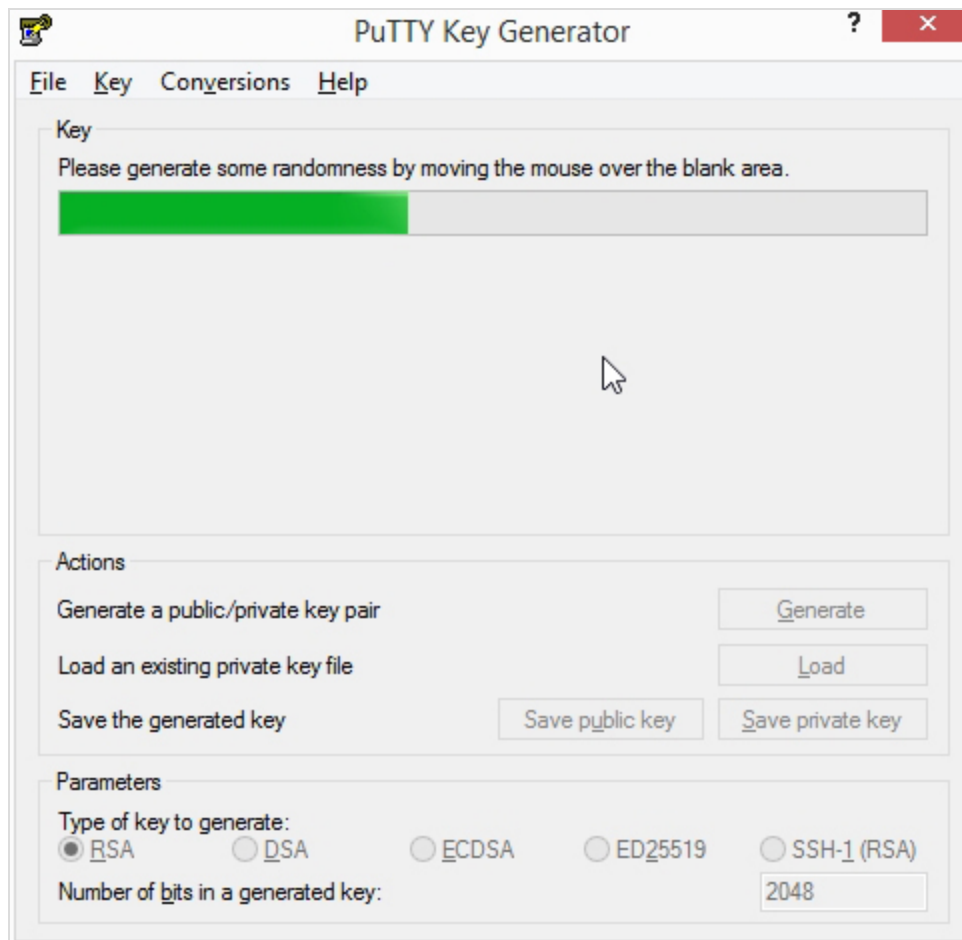 PuTTY Key Generator
?
File Key Conversions Help
Key
Please generate some randomness by moving the mouse over the blank area.
Actions
Generate a public/private key pair Generate
Load an existing private key file Load
Save the generated key Save public key Save private key
Parameters
Type of key to generate:
RSA DSA ECDSA ED25519 SSH-1 (RSA)
Number of bits in a generated key: 2048